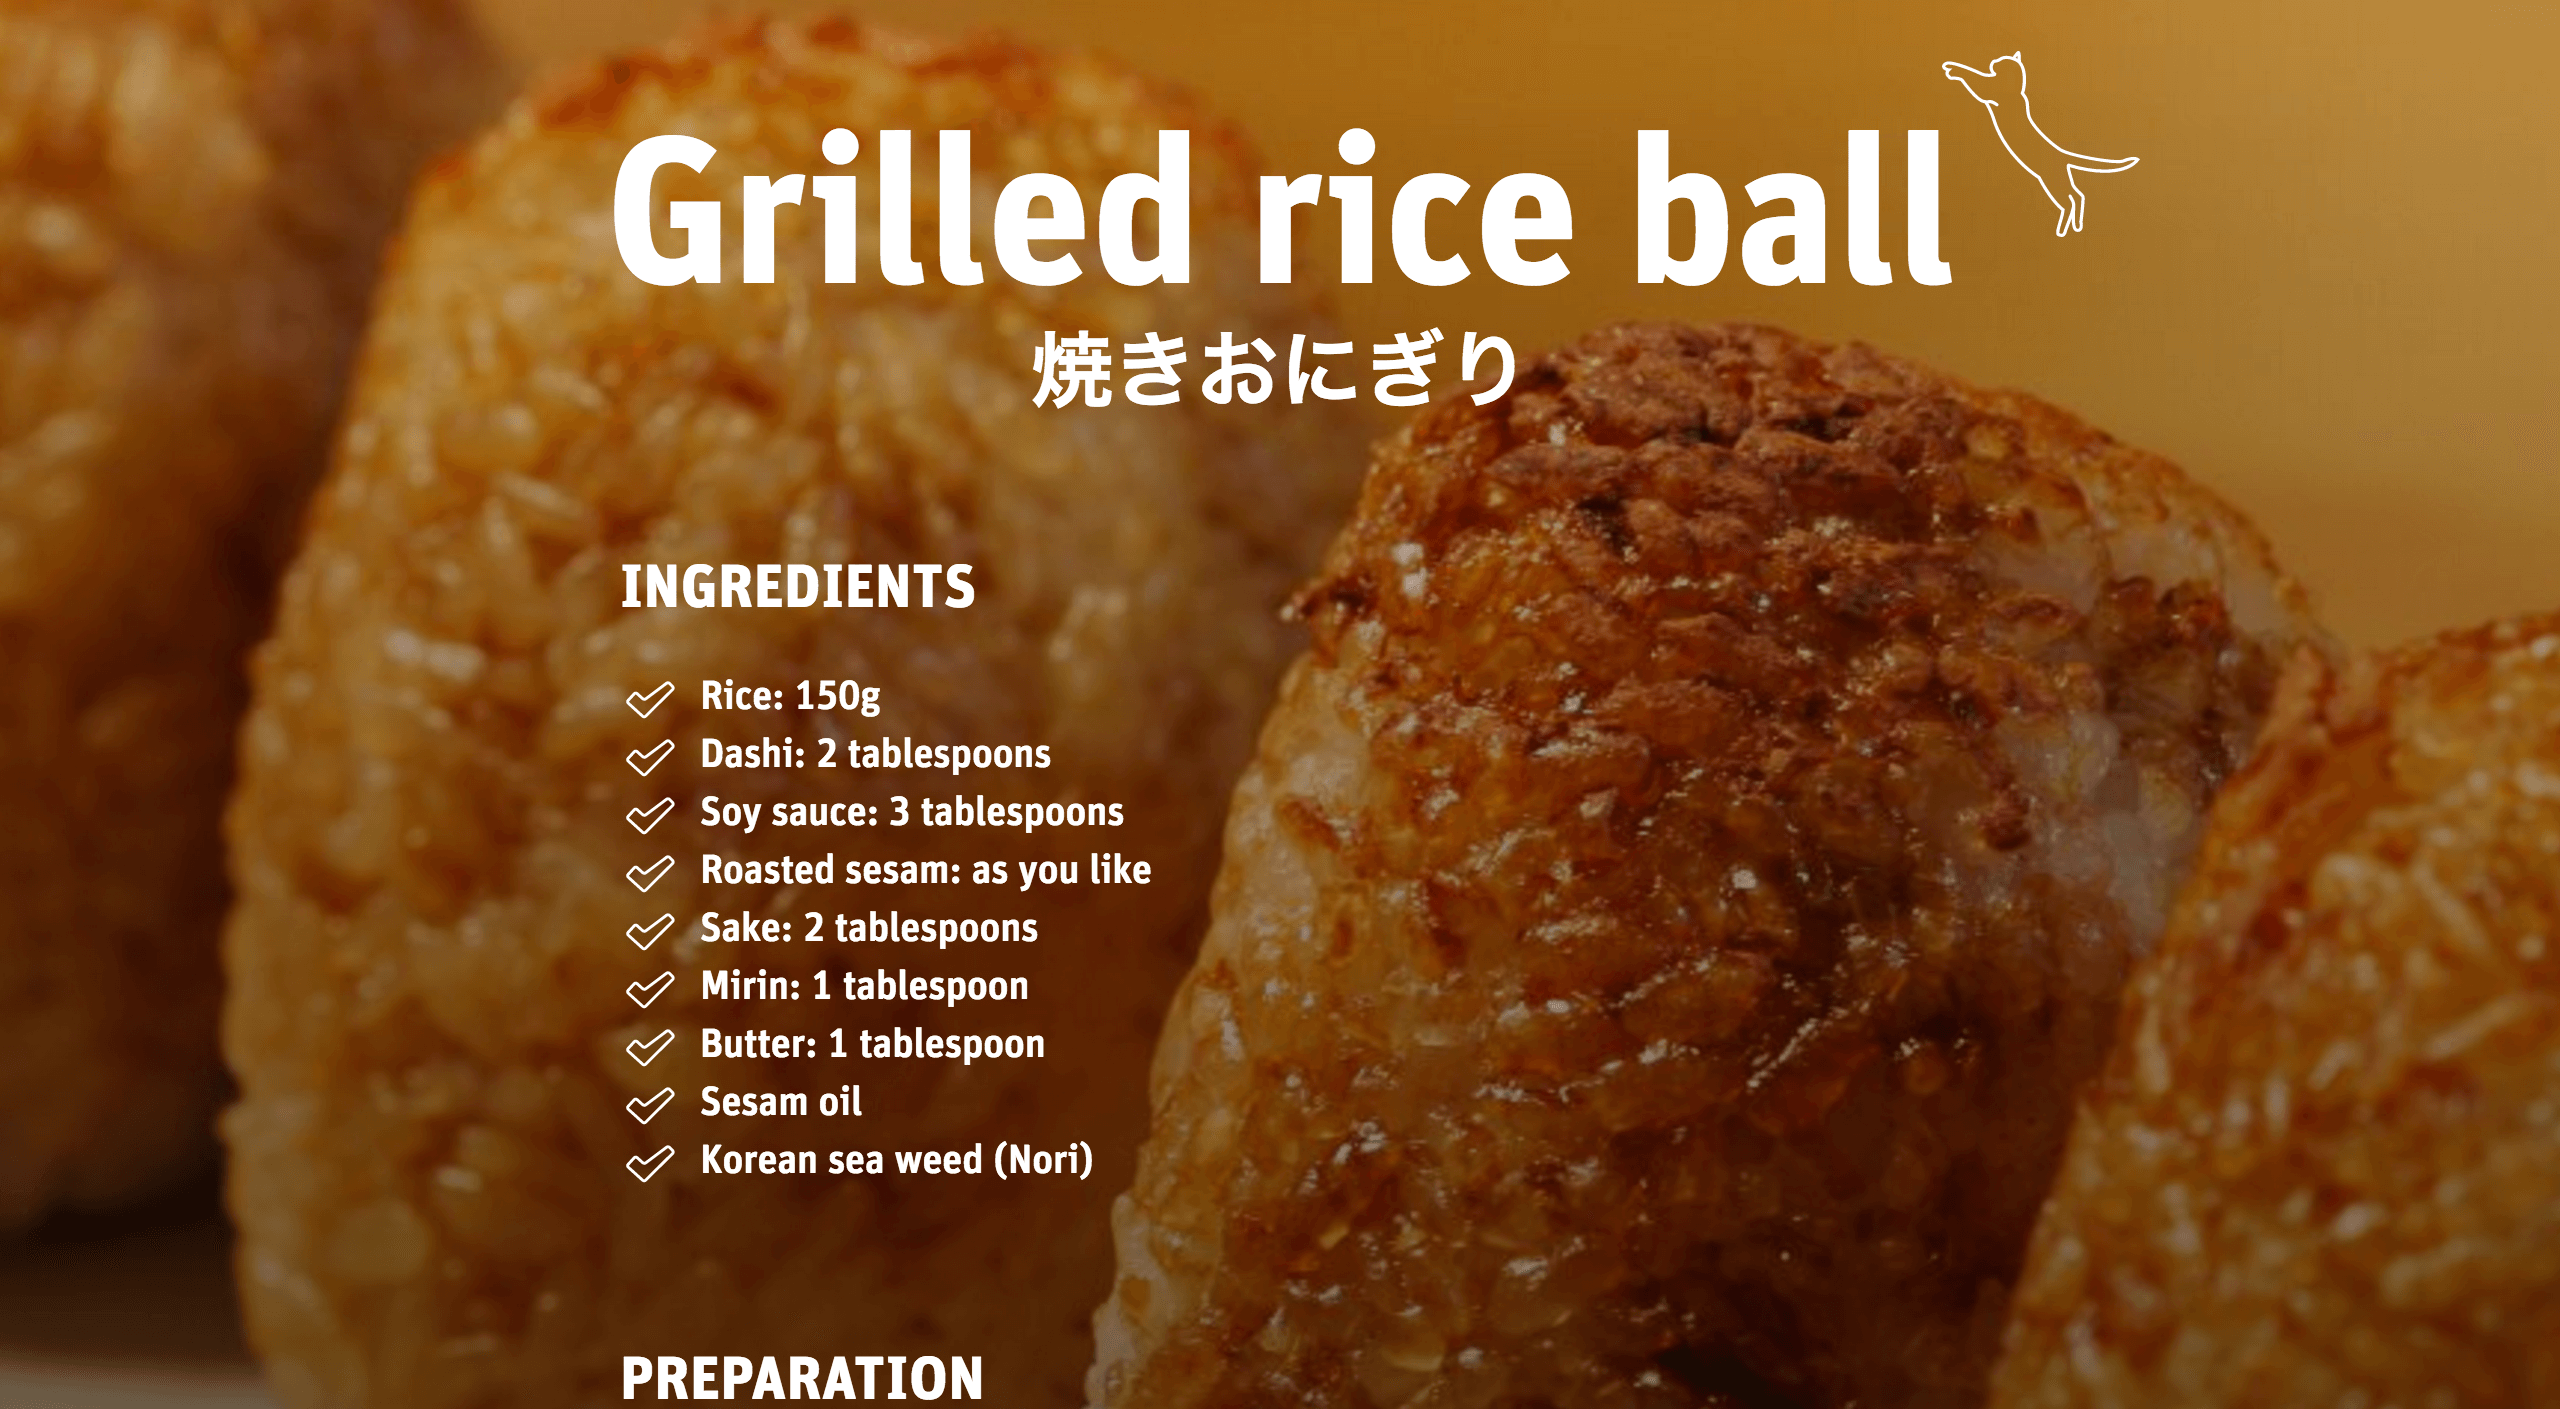 Grilled rice ball
焼きおにぎり
INGREDIENTS
Rice: 150g
Dashi: 2 tablespoons
Soy sauce: 3 tablespoons
Roasted sesam: as you like
Sake: 2 tablespoons
Mirin: 1 tablespoon
Butter: 1 tablespoon
Sesam oil
Korean sea weed (Nori)
PREPARATION